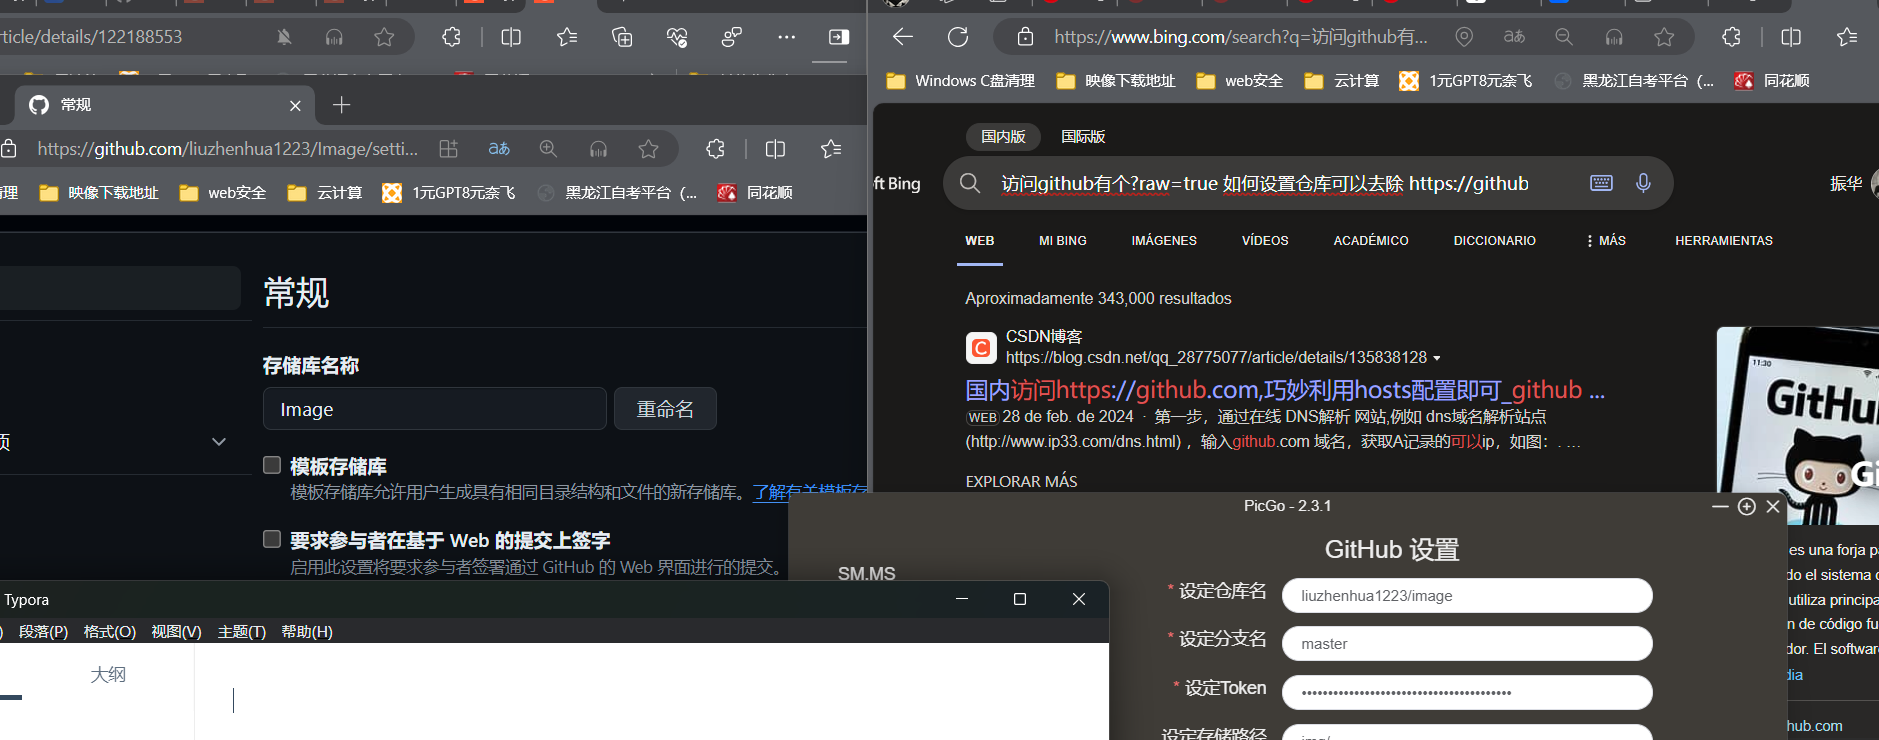 rticle/details/122188553
常规
https://github.com/liuzhenhua1223/Image/setti...
清理
映像下载地址
web安全
云计算
1元GPT8元奈飞
黑龙江自考平台（...
同花顺
常规
存储库名称
Image
重命名
页
模板存储库
模板存储库允许用户生成具有相同目录结构和文件的新存储库。了解有关模板存
要求参与者在基于 Web 的提交上签字
启用此设置将要求参与者签署通过 GitHub 的 Web 界面进行的提交。
https://www.bing.com/search?q=访问github有...
Windows C盘清理
映像下载地址
web安全
云计算
1元GPT8元奈飞
黑龙江自考平台（...
同花顺
国内版
国际版
ft Bing
访问github有个?raw=true 如何设置仓库可以去除 https://github
振华
WEB
MI BING
IMÁGENES
VÍDEOS
ACADÉMICO
DICCIONARIO
MÁS
HERRAMIENTAS
Aproximadamente 343,000 resultados
CSDN博客
https://blog.csdn.net/qq_28775077/article/details/135838128
国内访问https://github.com,巧妙利用hosts配置即可_github ...
WEB 28 de feb. de 2024 · 第一步，通过在线 DNS解析 网站,例如 dns域名解析站点
(http://www.ip33.com/dns.html) ，输入github.com 域名，获取A记录的可以ip，如图：. ...
EXPLORAR MÁS
11:30
GitHu
Gi
es una forja pa
do el sistema d
utiliza principa
n de código fu
dor. El software
dia
hub.com
PicGo - 2.3.1
GitHub 设置
SM.MS
* 设定仓库名
liuzhenhua1223/image
* 设定分支名
master
* 设定Token
••••••••••••••••••••••••••••••••••••••••
设定存储路径
img/
Typora
) 段落(P) 格式(O) 视图(V) 主题(T) 帮助(H)
大纲